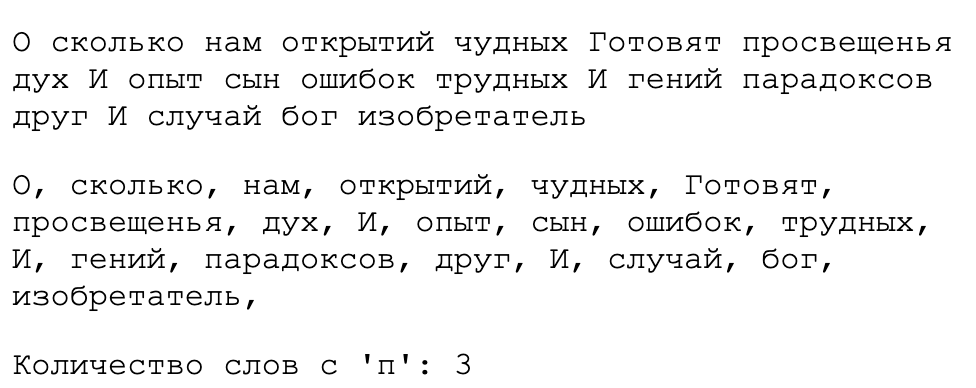 О сколько нам открытий чудных Готовят просвещенья
дух И опыт сын ошибок трудных И гений парадоксов
друг И случай бог изобретатель
О, сколько, нам, открытий, чудных, Готовят,
просвещенья, дух, И, опыт, сын, ошибок, трудных,
И, гений, парадоксов, друг, И, случай, бог,
изобретатель,
Количество слов с 'п': 3